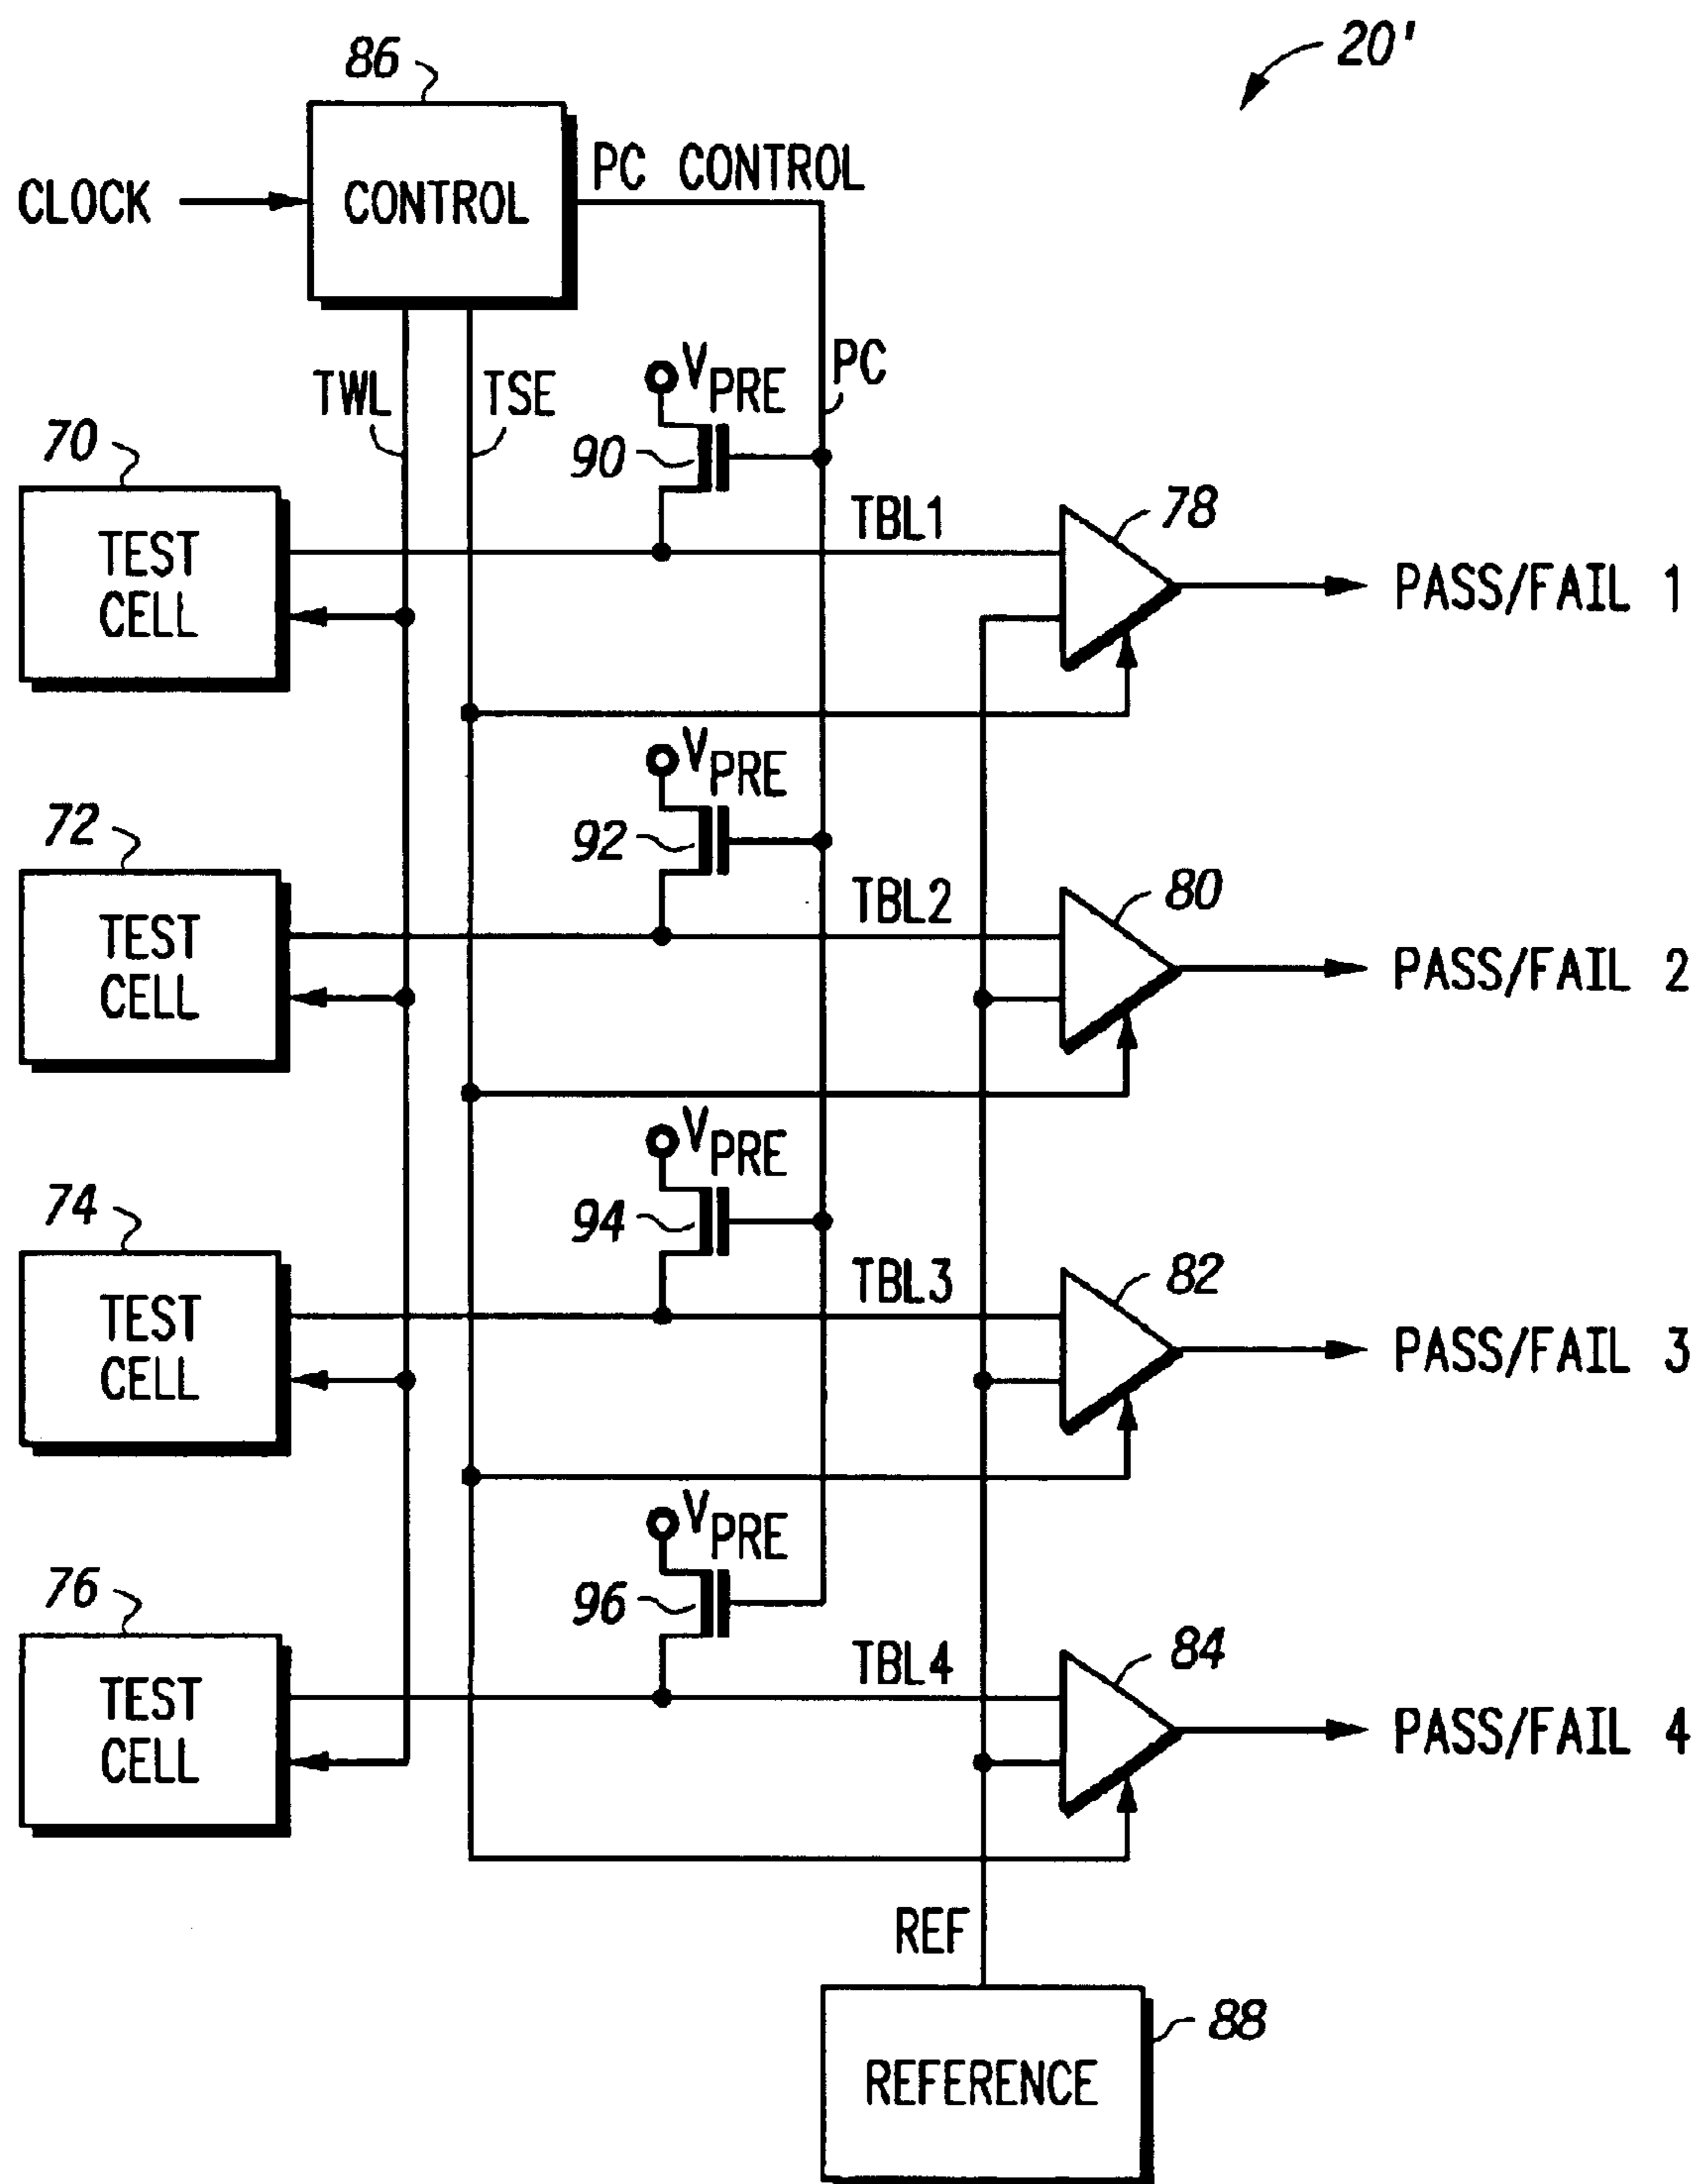 20'
86
PC CONTROL
CLOCK
CONTROL
PC
TWL
TSE
VPRE
70
90
TEST
CELL
TBL1
78
PASS/FAIL 1
VPRE
72
92
TEST
CELL
TBL2
80
PASS/FAIL 2
VPRE
74
94
TEST
CELL
TBL3
82
PASS/FAIL 3
VPRE
76
96
TEST
CELL
TBL4
84
PASS/FAIL 4
REF
88
REFERENCE